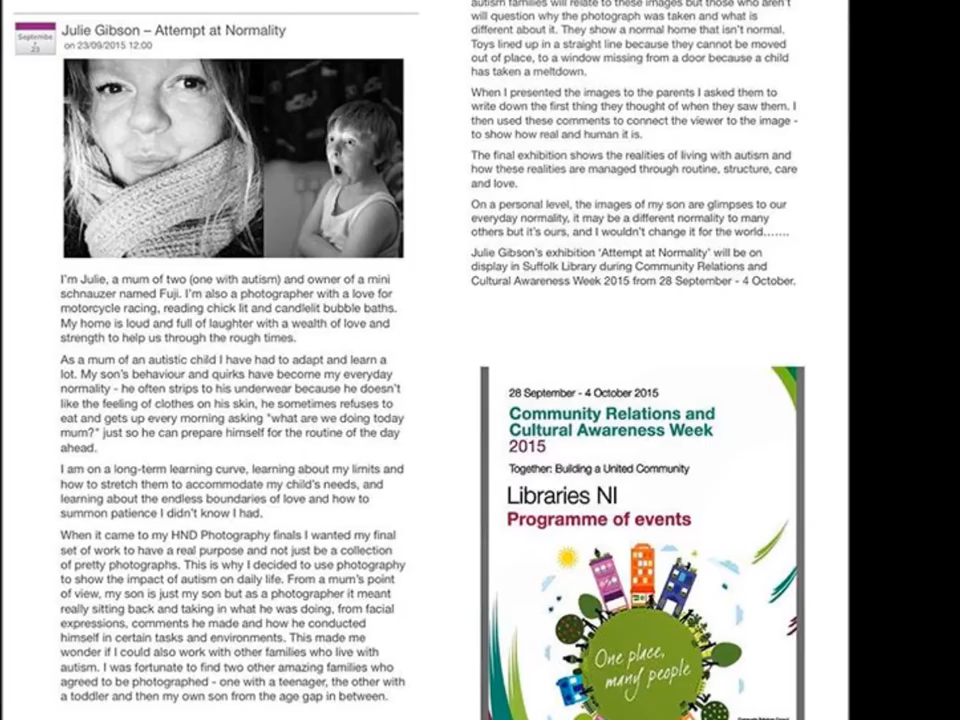 Septembe
r
23
Julie Gibson – Attempt at Normality
on 23/09/2015 12:00
I'm Julie, a mum of two (one with autism) and owner of a mini
schnauzer named Fuji. I'm also a photographer with a love for
motorcycle racing, reading chick lit and candlelit bubble baths.
My home is loud and full of laughter with a wealth of love and
strength to help us through the rough times.
As a mum of an autistic child I have had to adapt and learn a
lot. My son's behaviour and quirks have become my everyday
normality - he often strips to his underwear because he doesn't
like the feeling of clothes on his skin, he sometimes refuses to
eat and gets up every morning asking "what are we doing today
mum?" just so he can prepare himself for the routine of the day
ahead.
I am on a long-term learning curve, learning about my limits and
how to stretch them to accommodate my child's needs, and
learning about the endless boundaries of love and how to
summon patience I didn't know I had.
When it came to my HND Photography finals I wanted my final
set of work to have a real purpose and not just be a collection
of pretty photographs. This is why I decided to use photography
to show the impact of autism on daily life. From a mum's point
of view, my son is just my son but as a photographer it meant
really sitting back and taking in what he was doing, from facial
expressions, comments he made and how he conducted
himself in certain tasks and environments. This made me
wonder if I could also work with other families who live with
autism. I was fortunate to find two other amazing families who
agreed to be photographed - one with a teenager, the other with
a toddler and then my own son from the age gap in between.
autism families will relate to these images but those who aren't
will question why the photograph was taken and what is
different about it. They show a normal home that isn't normal.
Toys lined up in a straight line because they cannot be moved
out of place, to a window missing from a door because a child
has taken a meltdown.
When I presented the images to the parents I asked them to
write down the first thing they thought of when they saw them. I
then used these comments to connect the viewer to the image -
to show how real and human it is.
The final exhibition shows the realities of living with autism and
how these realities are managed through routine, structure, care
and love.
On a personal level, the images of my son are glimpses to our
everyday normality, it may be a different normality to many
others but it's ours, and I wouldn't change it for the world…….
Julie Gibson's exhibition 'Attempt at Normality' will be on
display in Suffolk Library during Community Relations and
Cultural Awareness Week 2015 from 28 September - 4 October.
28 September - 4 October 2015
Community Relations and
Cultural Awareness Week
2015
Together: Building a United Community
Libraries NI
Programme of events
One place,
many people